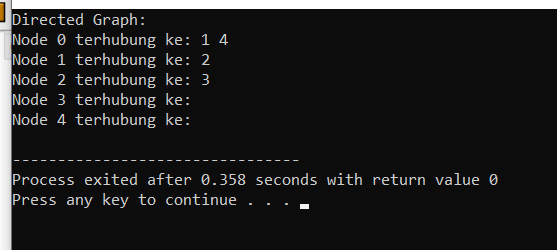 Directed Graph:
Node 0 terhubung ke: 1 4
Node 1 terhubung ke: 2
Node 2 terhubung ke: 3
Node 3 terhubung ke:
Node 4 terhubung ke:
--------------------------------
Process exited after 0.358 seconds with return value 0
Press any key to continue . . .